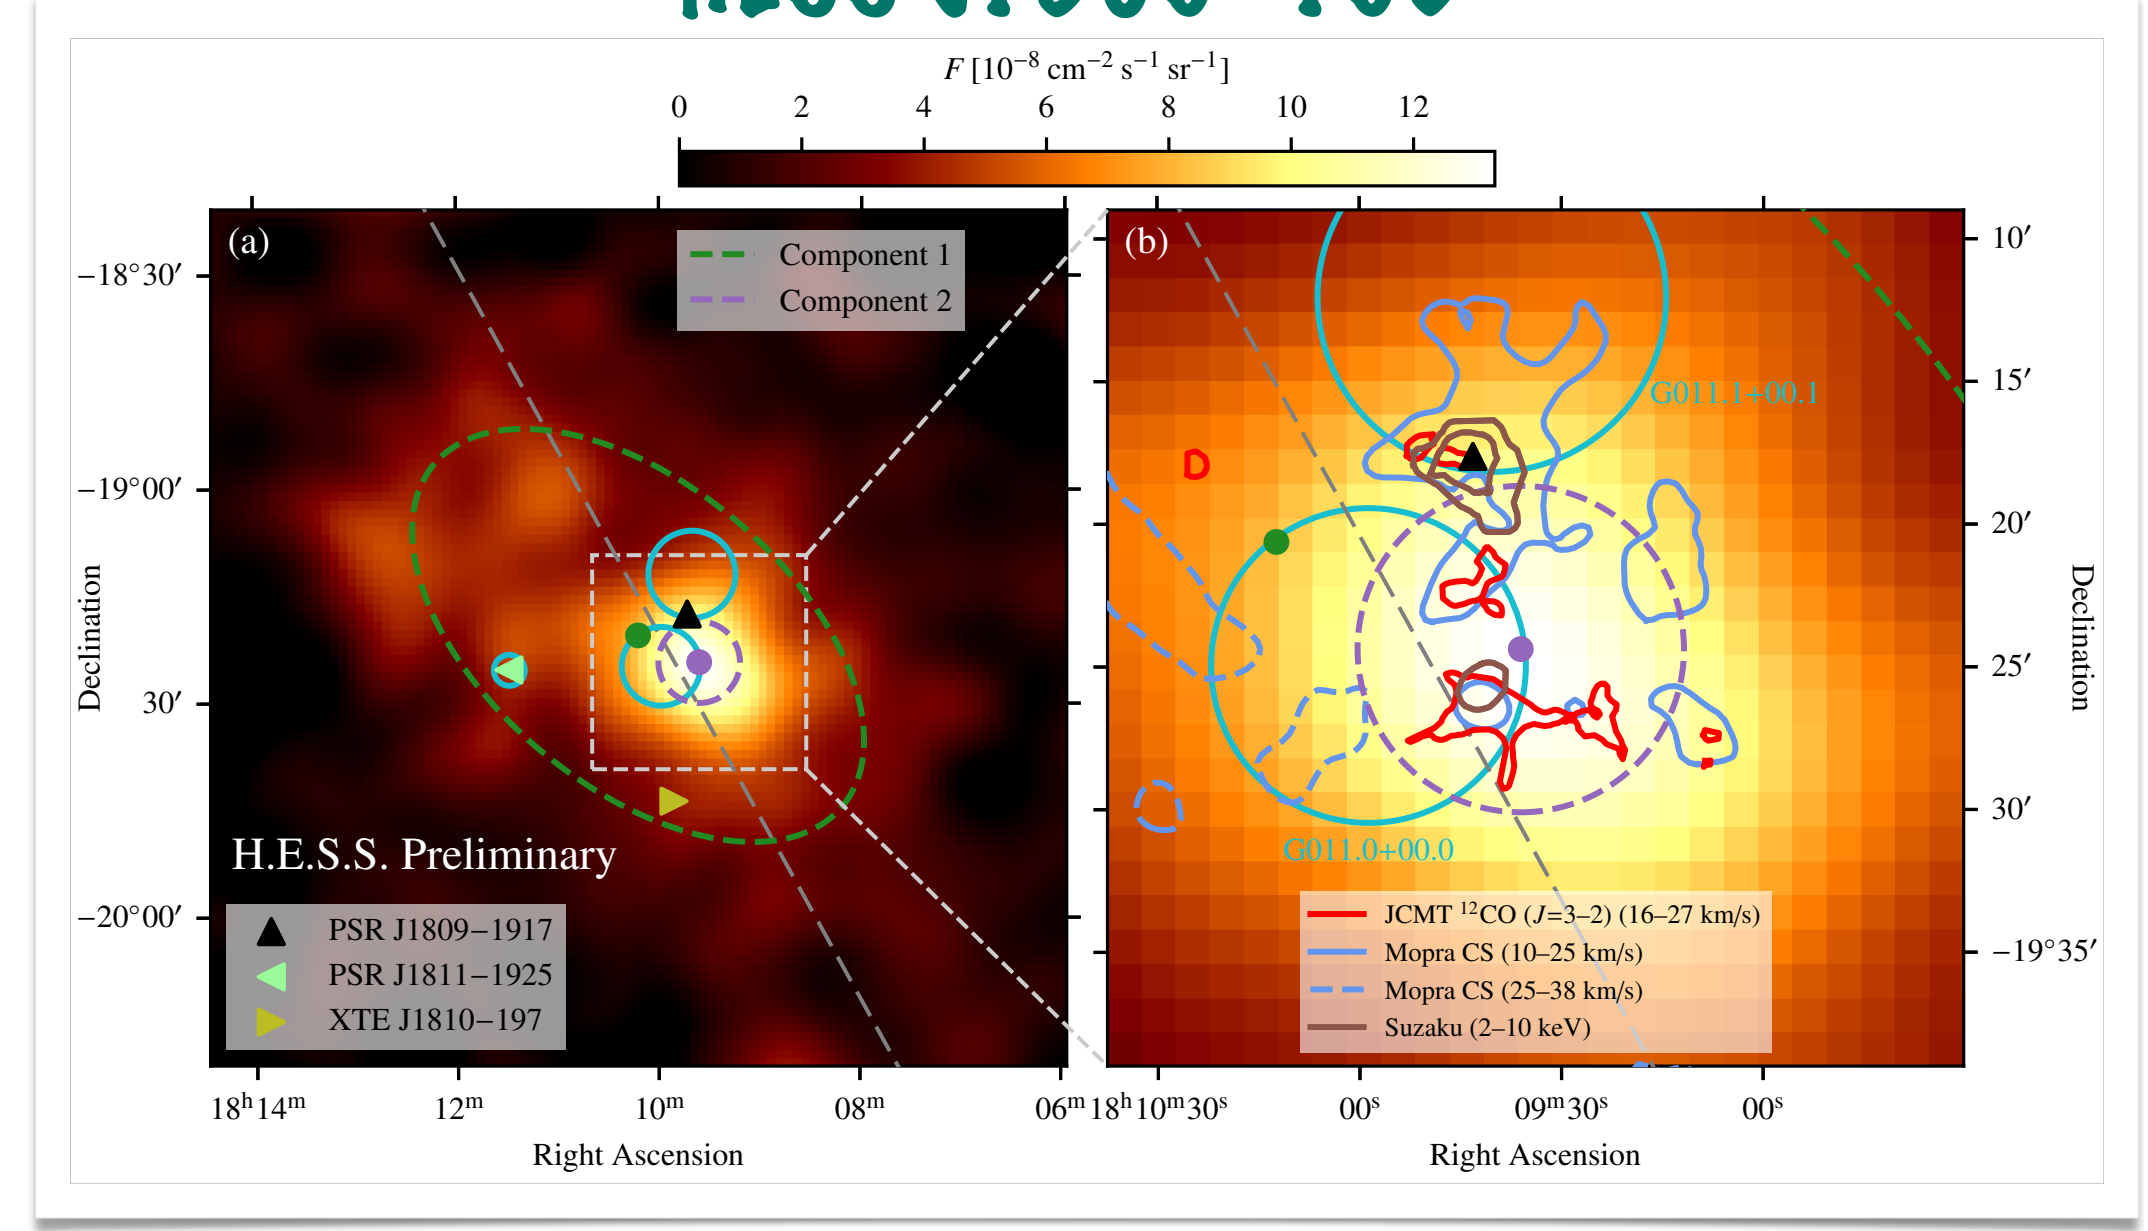 F [10⁻⁸ cm⁻² s⁻¹ sr⁻¹]
0 2 4 6 8 10 12
(a)
Component 1
Component 2
−18°30′
−19°00′
30′
−20°00′
Declination
H.E.S.S. Preliminary
PSR J1809−1917
PSR J1811−1925
XTE J1810−197
18ʰ14ᵐ 12ᵐ 10ᵐ 08ᵐ 06ᵐ
Right Ascension
(b)
G011.1+00.1
G011.0+00.0
JCMT ¹²CO (J=3–2) (16–27 km/s)
Mopra CS (10–25 km/s)
Mopra CS (25–38 km/s)
Suzaku (2–10 keV)
10′
15′
20′
25′
30′
−19°35′
Declination
18ʰ10ᵐ30ˢ 00ˢ 09ᵐ30ˢ 00ˢ
Right Ascension